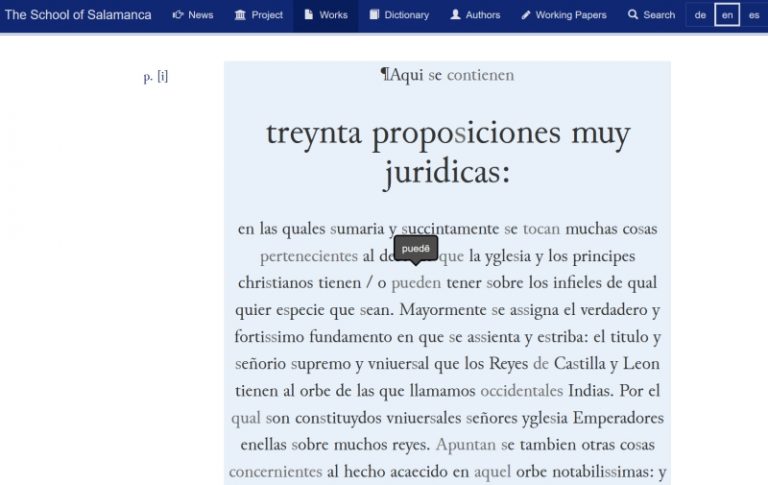 The School of Salamanca News Project Works Dictionary Authors Working Papers Search de en es
p. [i]
¶Aqui se contienen
treynta proposiciones muy
juridicas:
en las quales sumaria y succintamente se tocan muchas cosas
puedē
pertenecientes al de que la yglesia y los principes
christianos tienen / o pueden tener sobre los infieles de qual
quier especie que sean. Mayormente se assigna el verdadero y
fortissimo fundamento en que se assienta y estriba: el titulo y
señorio supremo y vniuersal que los Reyes de Castilla y Leon
tienen al orbe de las que llamamos occidentales Indias. Por el
qual son constituydos vniuersales señores yglesia Emperadores
enellas sobre muchos reyes. Apuntan se tambien otras cosas
concernientes al hecho acaecido en aquel orbe notabilissimas: y